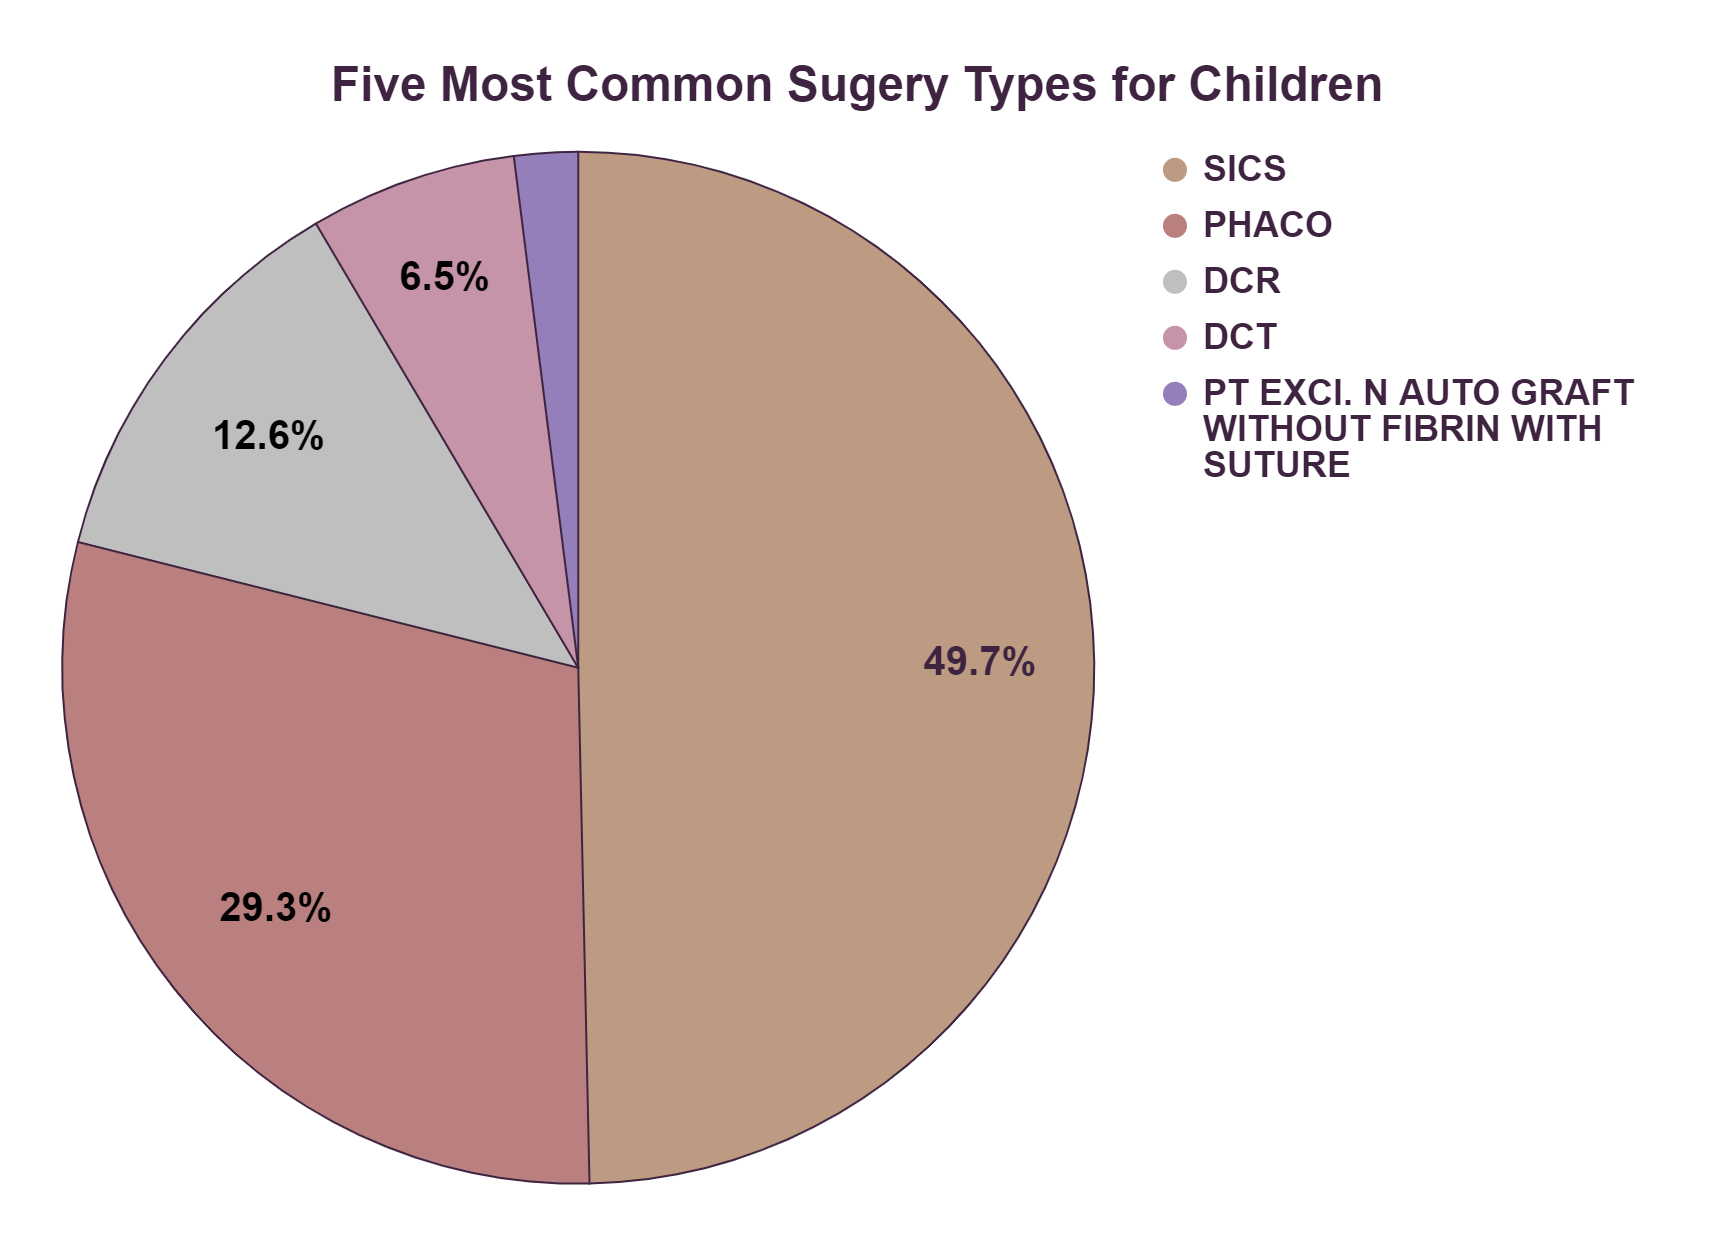 Five Most Common Sugery Types for Children
SICS
PHACO
DCR
DCT
PT EXCI. N AUTO GRAFT
WITHOUT FIBRIN WITH
SUTURE
6.5%
12.6%
49.7%
29.3%